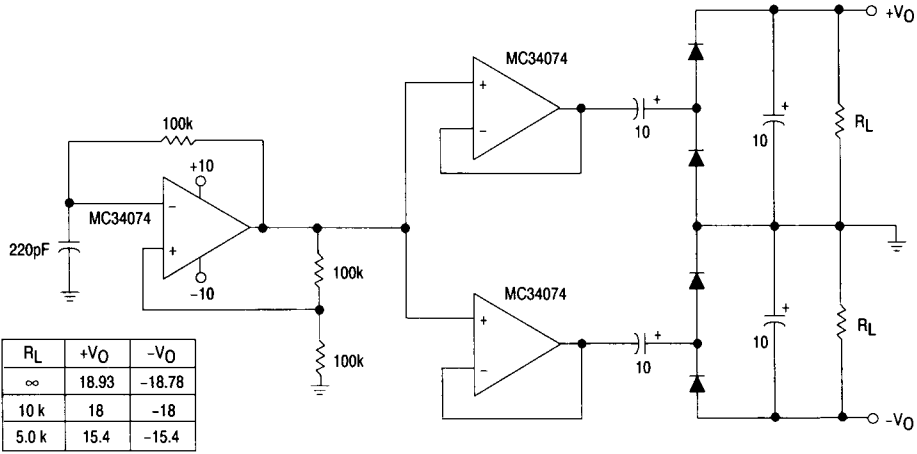 MC34074
+VO
+
−
+
10
+
10
RL
100k
+10
−
MC34074
+
−10
220pF
100k
100k
MC34074
+
−
+
10
+
10
RL
−VO
RL +VO −VO
∞ 18.93 −18.78
10 k 18 −18
5.0 k 15.4 −15.4